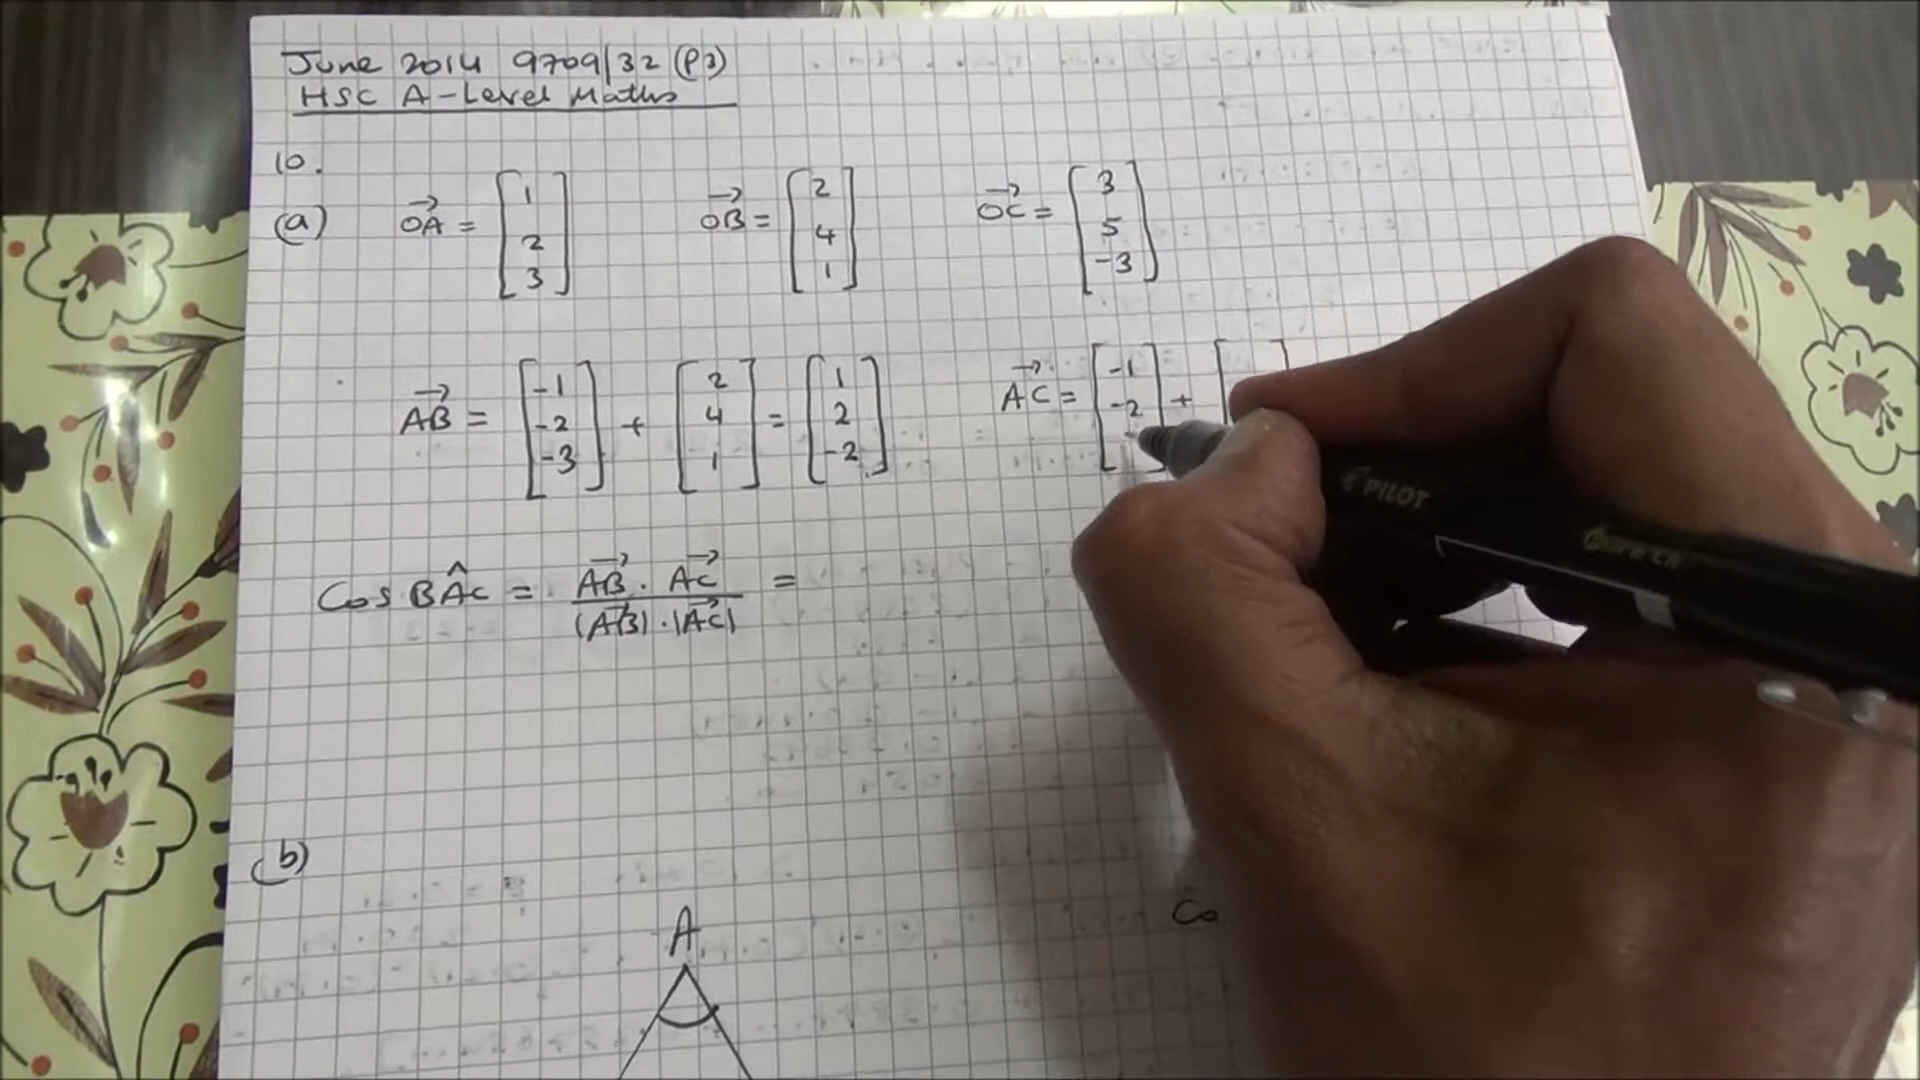 June 2014 9709/32 (P3)
HSC A-Level Maths
10.
(a) OA→ = [1 2 3] OB→ = [2 4 1] OC→ = [3 5 -3]
AB→ = [-1 -2 -3] + [2 4 1] = [1 2 -2] AC→ = [-1 -2 ] + [
Cos BÂC = AB→ . AC→ / |AB→| . |AC→| =
(b)
A
Co
PILOT